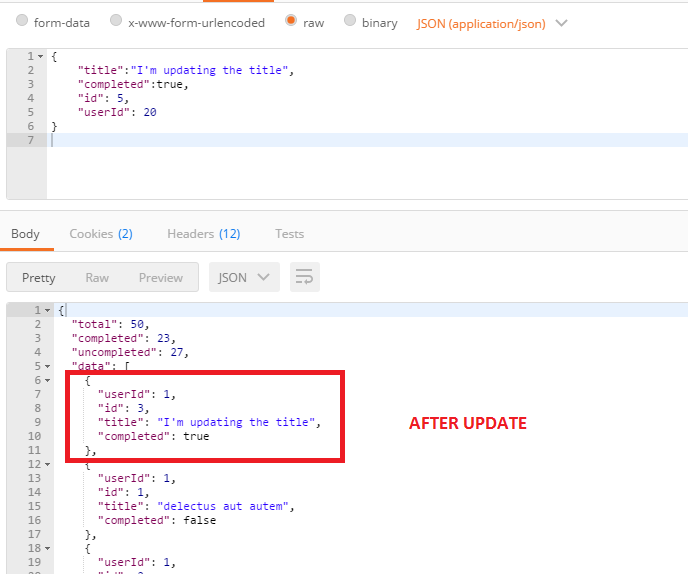 form-data x-www-form-urlencoded raw binary JSON (application/json)
1 {
2 "title":"I'm updating the title",
3 "completed":true,
4 "id": 5,
5 "userId": 20
6 }
7
Body Cookies (2) Headers (12) Tests
Pretty Raw Preview JSON
1 {
2 "total": 50,
3 "completed": 23,
4 "uncompleted": 27,
5 "data": [
6 {
7 "userId": 1,
8 "id": 3,
9 "title": "I'm updating the title",
10 "completed": true
11 },
AFTER UPDATE
12 {
13 "userId": 1,
14 "id": 1,
15 "title": "delectus aut autem",
16 "completed": false
17 },
18 {
19 "userId": 1,